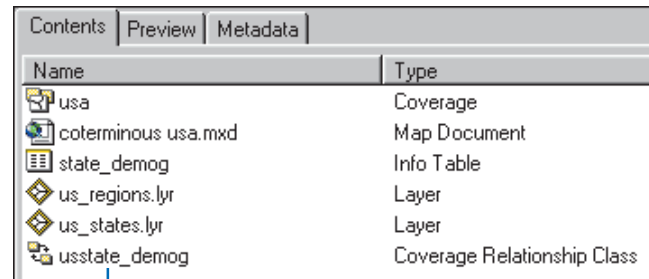 Contents Preview Metadata
Name Type
usa Coverage
coterminous usa.mxd Map Document
state_demog Info Table
us_regions.lyr Layer
us_states.lyr Layer
usstate_demog Coverage Relationship Class